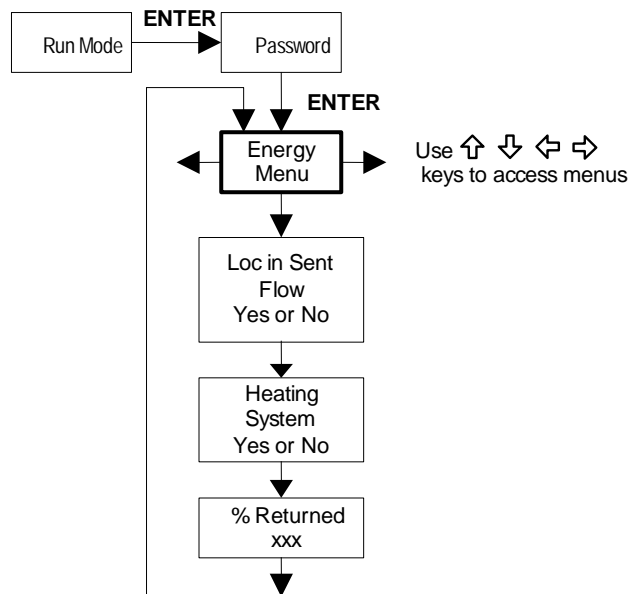 ENTER
Run Mode
Password
ENTER
Energy
Menu
Use ⇧ ⇩ ⇦ ⇨
keys to access menus
Loc in Sent
Flow
Yes or No
Heating
System
Yes or No
% Returned
xxx